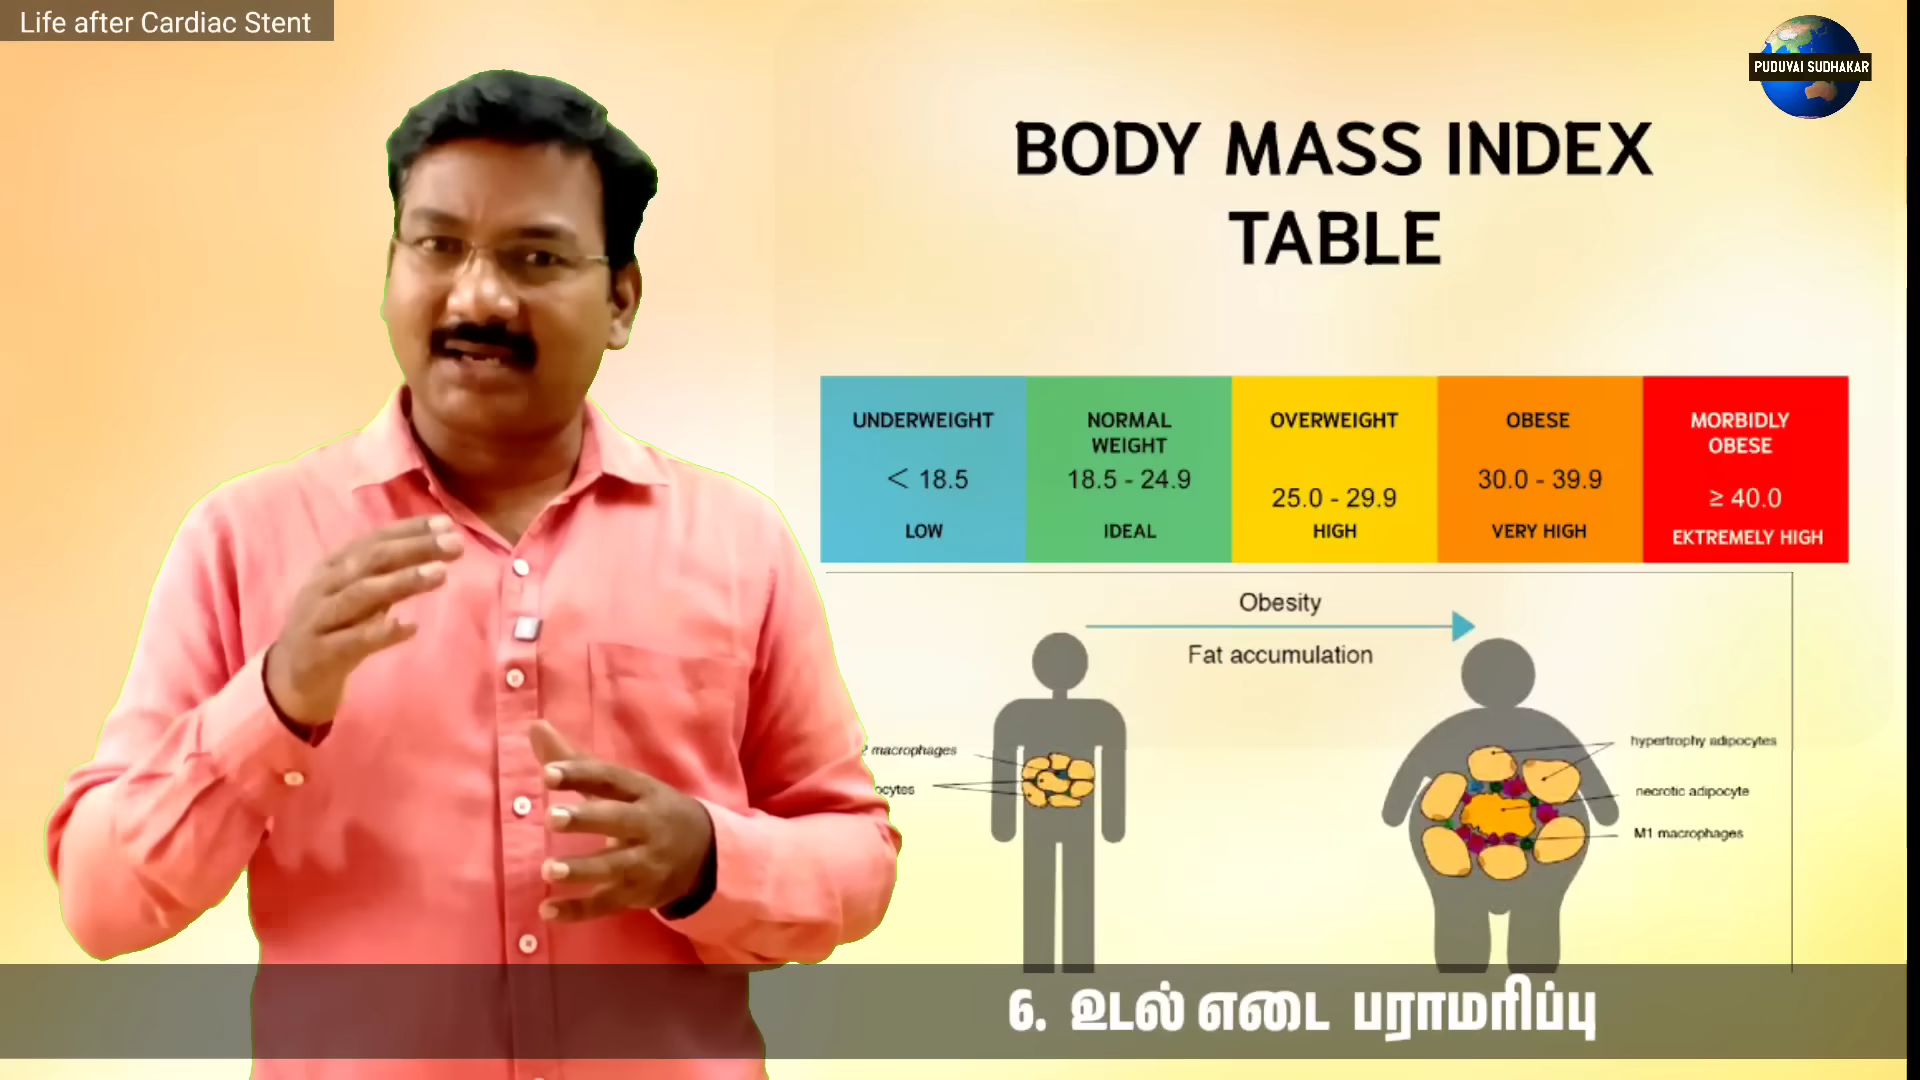 Life after Cardiac Stent
PUDUVAI SUDHAKAR
BODY MASS INDEX
TABLE
UNDERWEIGHT
< 18.5
LOW
NORMAL
WEIGHT
18.5 - 24.9
IDEAL
OVERWEIGHT
25.0 - 29.9
HIGH
OBESE
30.0 - 39.9
VERY HIGH
MORBIDLY
OBESE
≥ 40.0
EKTREMELY HIGH
Obesity
Fat accumulation
macrophages
ocytes
hypertrophy adipocytes
necrotic adipocyte
M1 macrophages
6. உடல் எடை பராமரிப்பு